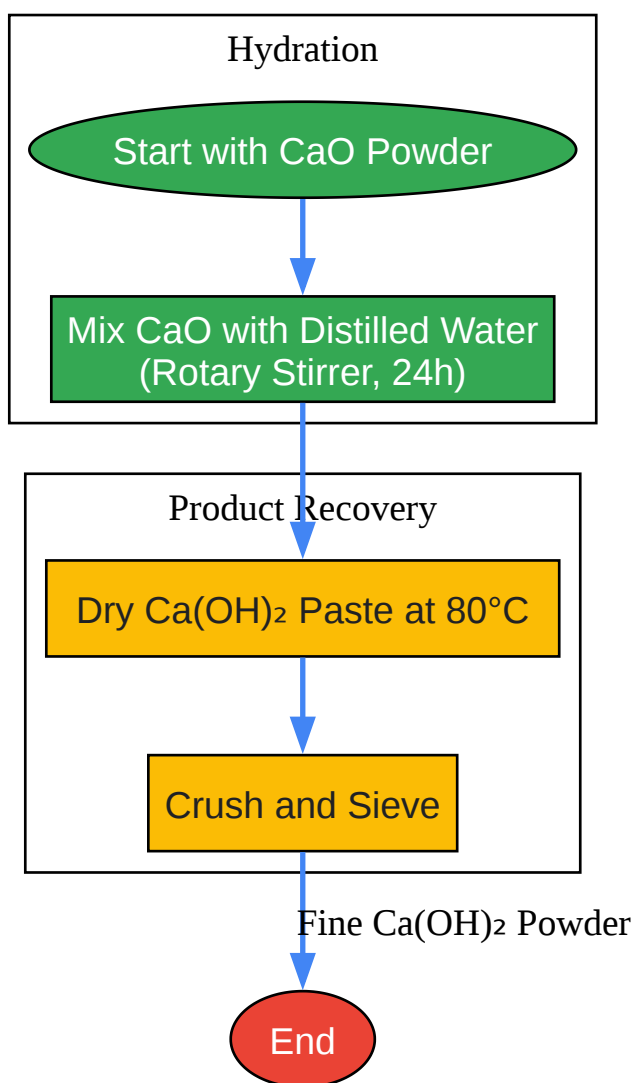 Hydration
Start with CaO Powder
Mix CaO with Distilled Water
(Rotary Stirrer, 24h)
Product Recovery
Dry Ca(OH)₂ Paste at 80°C
Crush and Sieve
Fine Ca(OH)₂ Powder
End